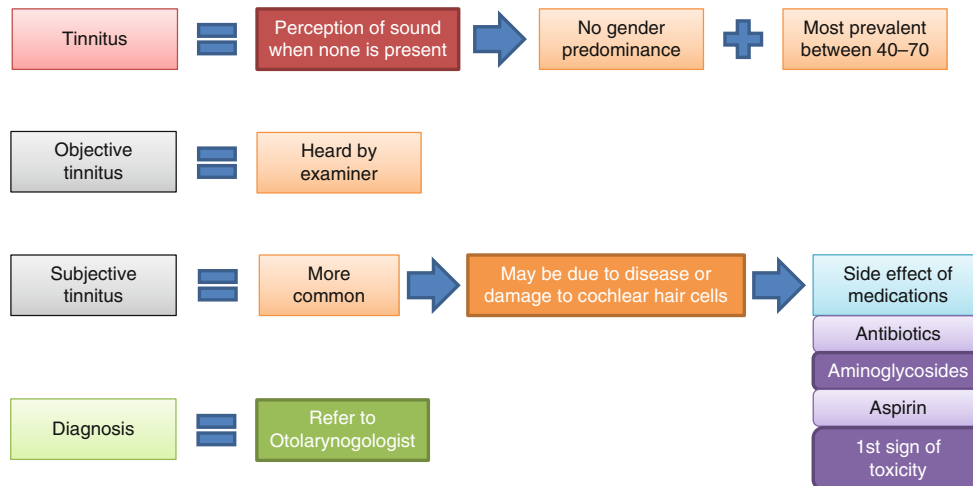 Tinnitus
Perception of sound
when none is present
No gender
predominance
Most prevalent
between 40–70
Objective
tinnitus
Heard by
examiner
Subjective
tinnitus
More
common
May be due to disease or
damage to cochlear hair cells
Side effect of
medications
Antibiotics
Aminoglycosides
Aspirin
1st sign of
toxicity
Diagnosis
Refer to
Otolarynogologist